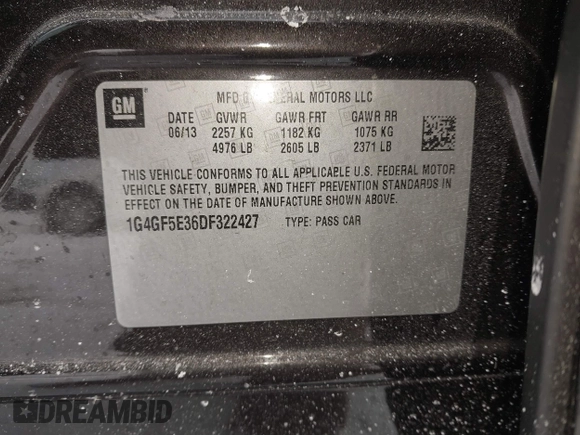 GM
MFD BY GENERAL MOTORS LLC
DATE GVWR GAWR FRT GAWR RR
06/13 2257 KG 1182 KG 1075 KG
4976 LB 2605 LB 2371 LB
THIS VEHICLE CONFORMS TO ALL APPLICABLE U.S. FEDERAL MOTOR
VEHICLE SAFETY, BUMPER, AND THEFT PREVENTION STANDARDS IN
EFFECT ON THE DATE OF MANUFACTURE SHOWN ABOVE.
1G4GF5E36DF322427 TYPE: PASS CAR
DREAMBID